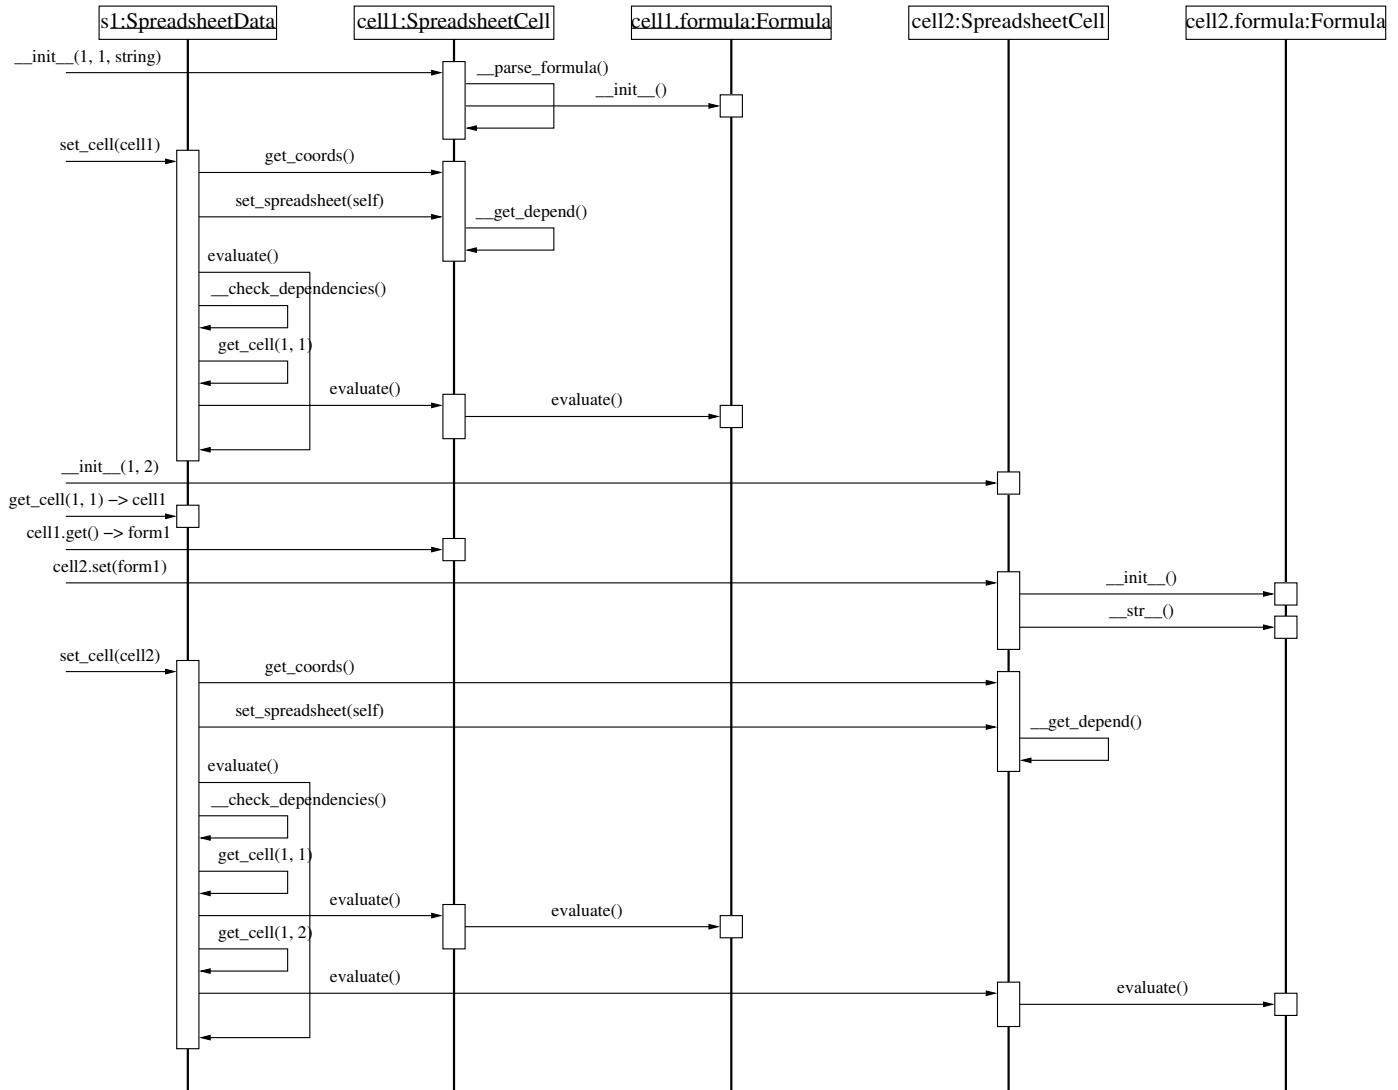 s1:SpreadsheetData
cell1:SpreadsheetCell
cell1.formula:Formula
cell2:SpreadsheetCell
cell2.formula:Formula
__init__(1, 1, string)
__parse_formula()
__init__()
set_cell(cell1)
get_coords()
set_spreadsheet(self)
__get_depend()
evaluate()
__check_dependencies()
get_cell(1, 1)
evaluate()
evaluate()
__init__(1, 2)
get_cell(1, 1) −> cell1
cell1.get() −> form1
cell2.set(form1)
__init__()
__str__()
set_cell(cell2)
get_coords()
set_spreadsheet(self)
__get_depend()
evaluate()
__check_dependencies()
get_cell(1, 1)
evaluate()
evaluate()
get_cell(1, 2)
evaluate()
evaluate()